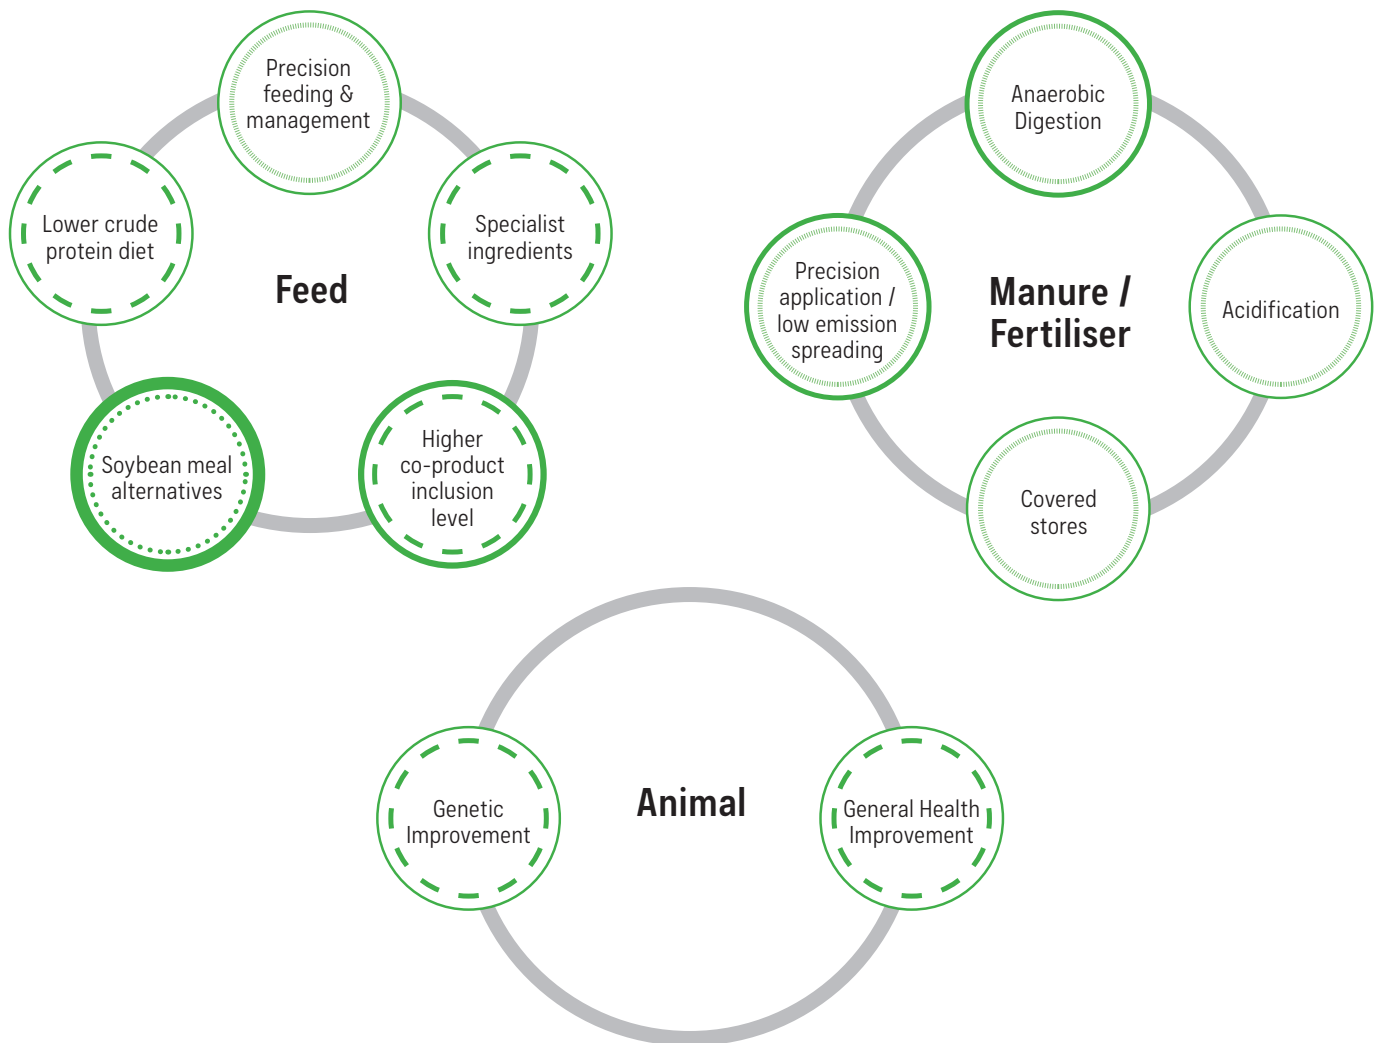 Precision
feeding &
management
Lower crude
protein diet
Specialist
ingredients
Feed
Soybean meal
alternatives
Higher
co-product
inclusion
level
Anaerobic
Digestion
Precision
application /
low emission
spreading
Manure /
Fertiliser
Acidification
Covered
stores
Genetic
Improvement
Animal
General Health
Improvement